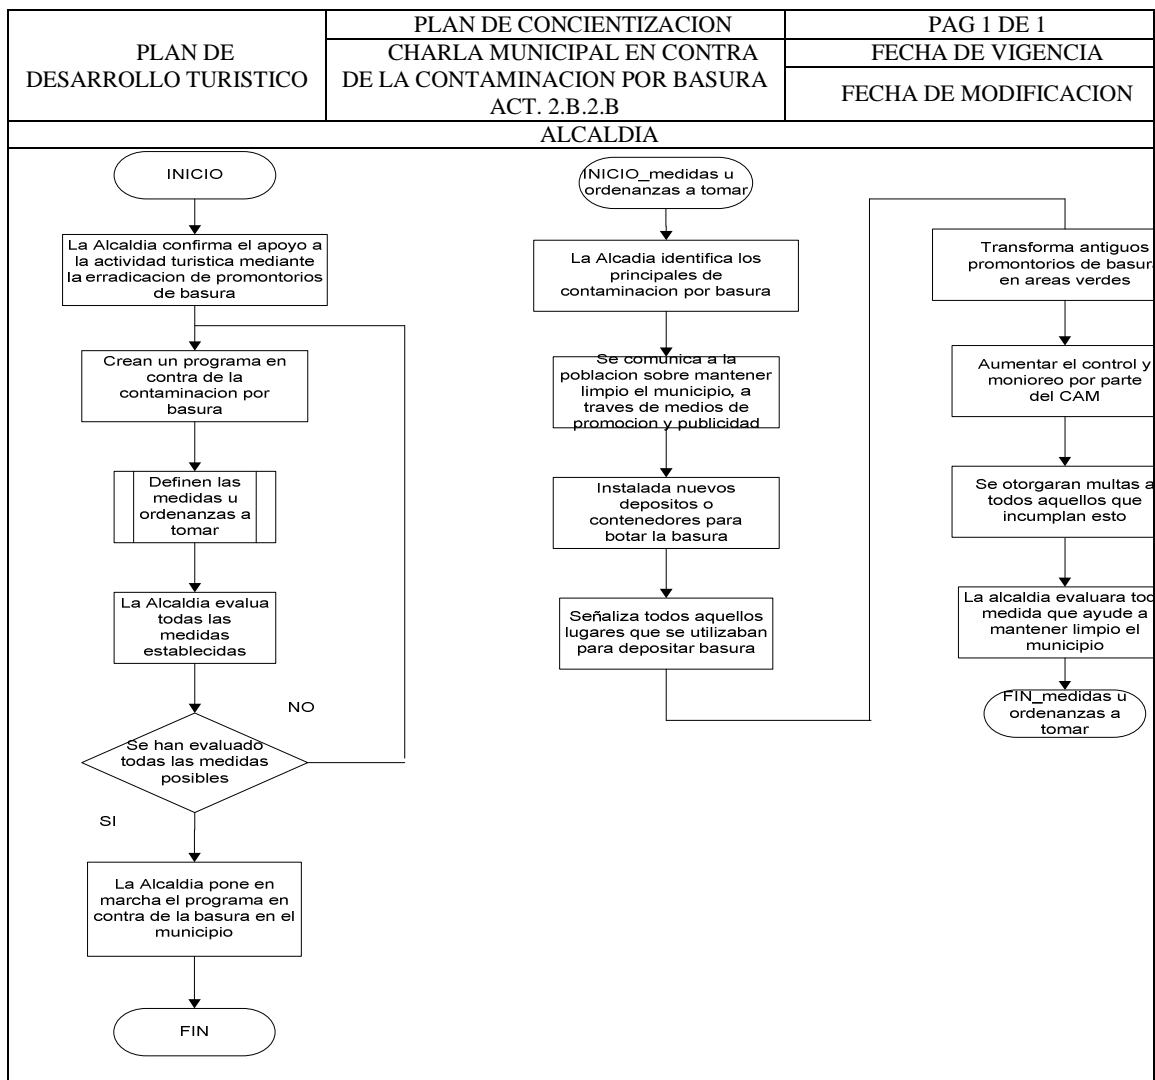 PLAN DE
DESARROLLO TURISTICO
PLAN DE CONCIENTIZACION
CHARLA MUNICIPAL EN CONTRA
DE LA CONTAMINACION POR BASURA
ACT. 2.B.2.B
PAG 1 DE 1
FECHA DE VIGENCIA
FECHA DE MODIFICACION
ALCALDIA
INICIO
La Alcaldia confirma el apoyo a
la actividad turistica mediante
la erradicacion de promontorios
de basura
Crean un programa en
contra de la
contaminacion por
basura
Definen las
medidas u
ordenanzas a
tomar
La Alcaldia evalua
todas las
medidas
establecidas
NO
Se han evaluado
todas las medidas
posibles
SI
La Alcaldia pone en
marcha el programa en
contra de la basura en el
municipio
FIN
INICIO_medidas u
ordenanzas a tomar
La Alcadia identifica los
principales de
contaminacion por basura
Se comunica a la
poblacion sobre mantener
limpio el municipio, a
traves de medios de
promocion y publicidad
Instalada nuevos
depositos o
contenedores para
botar la basura
Señaliza todos aquellos
lugares que se utilizaban
para depositar basura
Transforma antiguos
promontorios de basura
en areas verdes
Aumentar el control y
monioreo por parte
del CAM
Se otorgaran multas a
todos aquellos que
incumplan esto
La alcaldia evaluara tod
medida que ayude a
mantener limpio el
municipio
FIN_medidas u
ordenanzas a
tomar